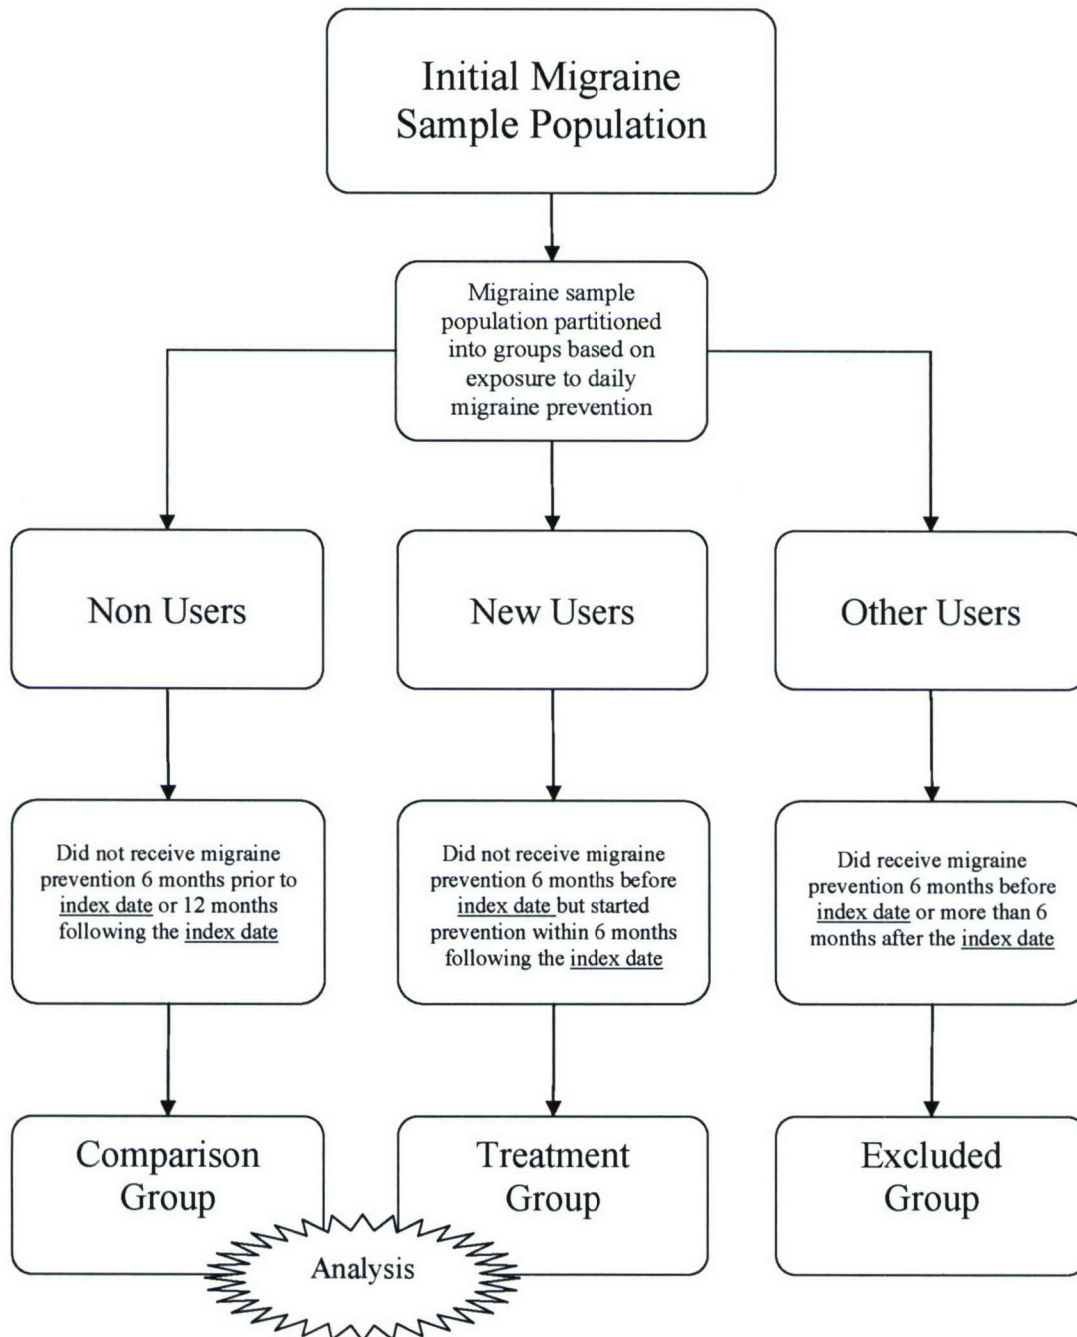 Initial Migraine
Sample Population
Migraine sample
population partitioned
into groups based on
exposure to daily
migraine prevention
Non Users
New Users
Other Users
Did not receive migraine
prevention 6 months prior to
index date or 12 months
following the index date
Did not receive migraine
prevention 6 months before
index date but started
prevention within 6 months
following the index date
Did receive migraine
prevention 6 months before
index date or more than 6
months after the index date
Comparison
Group
Treatment
Group
Excluded
Group
Analysis